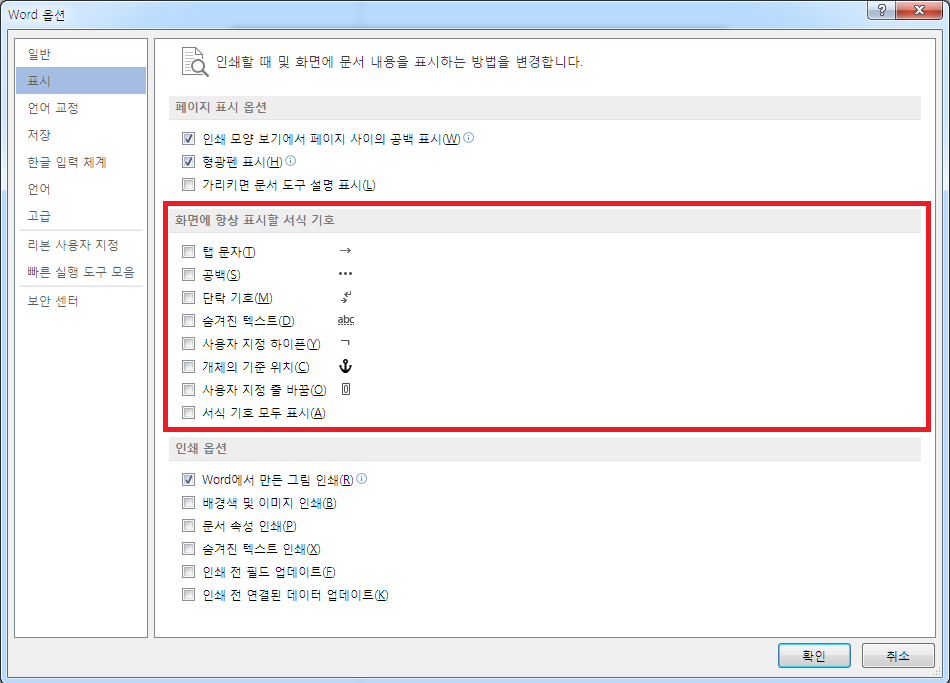 Word 옵션
일반
표시
언어 교정
저장
한글 입력 체계
언어
고급
리본 사용자 지정
빠른 실행 도구 모음
보안 센터
인쇄할 때 및 화면에 문서 내용을 표시하는 방법을 변경합니다.
페이지 표시 옵션
인쇄 모양 보기에서 페이지 사이의 공백 표시(W)
형광펜 표시(H)
가리키면 문서 도구 설명 표시(L)
화면에 항상 표시할 서식 기호
탭 문자(T) →
공백(S) •••
단락 기호(M)
숨겨진 텍스트(D) abc
사용자 지정 하이픈(Y) ¬
개체의 기준 위치(C)
사용자 지정 줄 바꿈(O)
서식 기호 모두 표시(A)
인쇄 옵션
Word에서 만든 그림 인쇄(R)
배경색 및 이미지 인쇄(B)
문서 속성 인쇄(P)
숨겨진 텍스트 인쇄(X)
인쇄 전 필드 업데이트(F)
인쇄 전 연결된 데이터 업데이트(K)
확인
취소